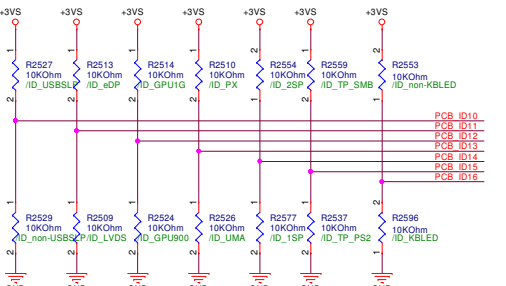 +3VS +3VS +3VS +3VS +3VS +3VS +3VS
1 1 1 1 2 2 2
R2527 R2513 R2514 R2510 R2554 R2559 R2553
10KOhm 10KOhm 10KOhm 10KOhm 10KOhm 10KOhm 10KOhm
/ID_USBSLP /ID_eDP /ID_GPU1G /ID_PX /ID_2SP /ID_TP_SMB /ID_non-KBLED
2 2 2 2 1 1 1
PCB_ID10
PCB_ID11
PCB_ID12
PCB_ID13
PCB_ID14
PCB_ID15
PCB_ID16
1 1 1 1 1 1 2
R2529 R2509 R2524 R2526 R2577 R2537 R2596
10KOhm 10KOhm 10KOhm 10KOhm 10KOhm 10KOhm 10KOhm
/ID_non-USBSLP /ID_LVDS /ID_GPU900 /ID_UMA /ID_1SP /ID_TP_PS2 /ID_KBLED
2 2 2 2 2 2 1